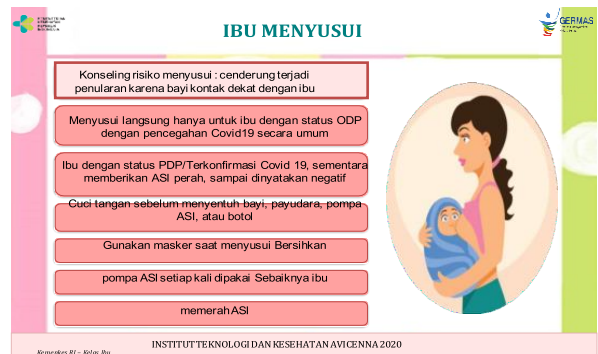 KEMENTERIAN
KESEHATAN
REPUBLIK
INDONESIA
IBU MENYUSUI
GERMAS
Konseling risiko menyusui : cenderung terjadi
penularan karena bayi kontak dekat dengan ibu
Menyusui langsung hanya untuk ibu dengan status ODP
dengan pencegahan Covid19 secara umum
Ibu dengan status PDP/Terkonfirmasi Covid 19, sementara
memberikan ASI perah, sampai dinyatakan negatif
Cuci tangan sebelum menyentuh bayi, payudara, pompa
ASI, atau botol
Gunakan masker saat menyusui Bersihkan
pompa ASI setiap kali dipakai Sebaiknya ibu
memerah ASI
INSTITUT TEKNOLOGI DAN KESEHATAN AVICENNA 2020
Kemenkes RI – Kelas Ibu